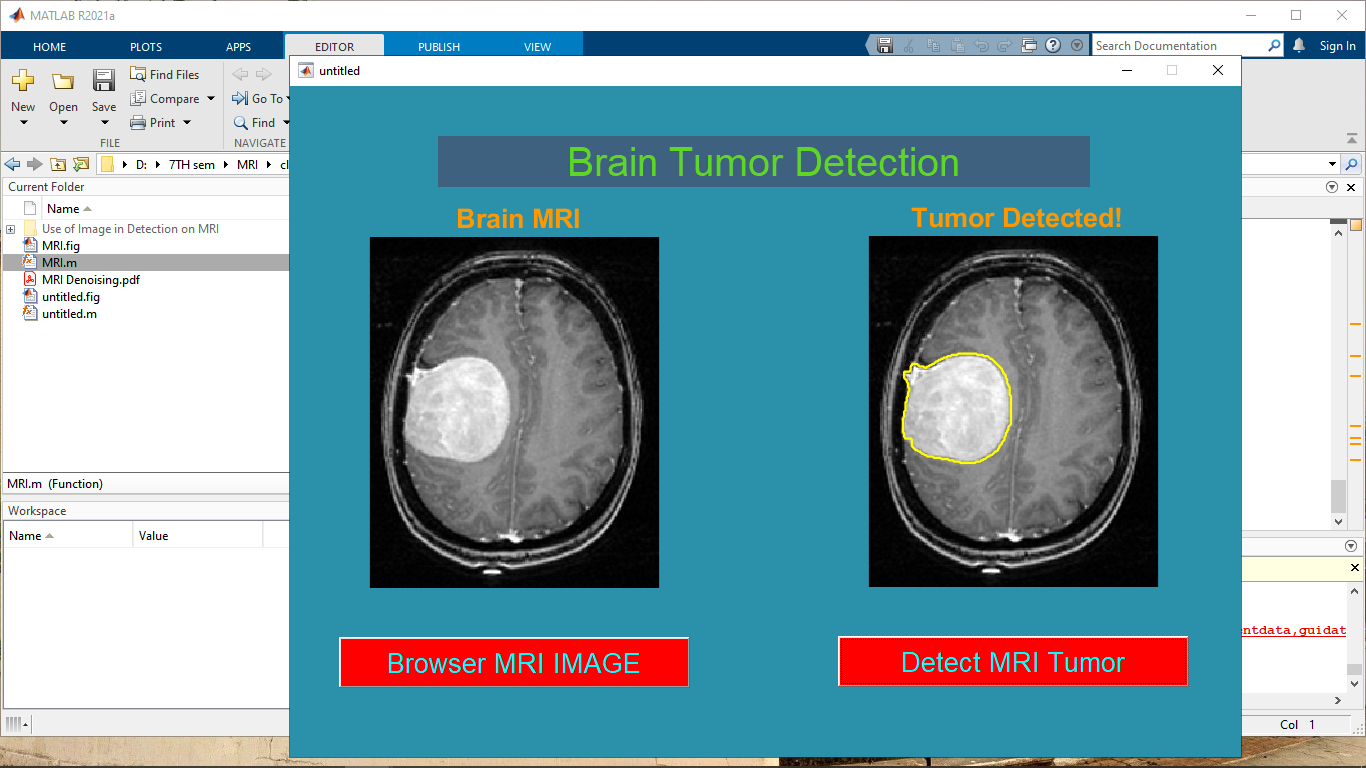 MATLAB R2021a
HOME PLOTS APPS EDITOR PUBLISH VIEW
Search Documentation
Sign In
New
Open
Save
Find Files
Compare
Print
FILE
Go To
Find
NAVIGATE
D: 7TH sem MRI
Current Folder
Name
Use of Image in Detection on MRI
MRI.fig
MRI.m
MRI Denoising.pdf
untitled.fig
untitled.m
MRI.m (Function)
Workspace
Name Value
untitled
Brain Tumor Detection
Brain MRI
Tumor Detected!
Browser MRI IMAGE
Detect MRI Tumor
ntdata,guidat
Col 1